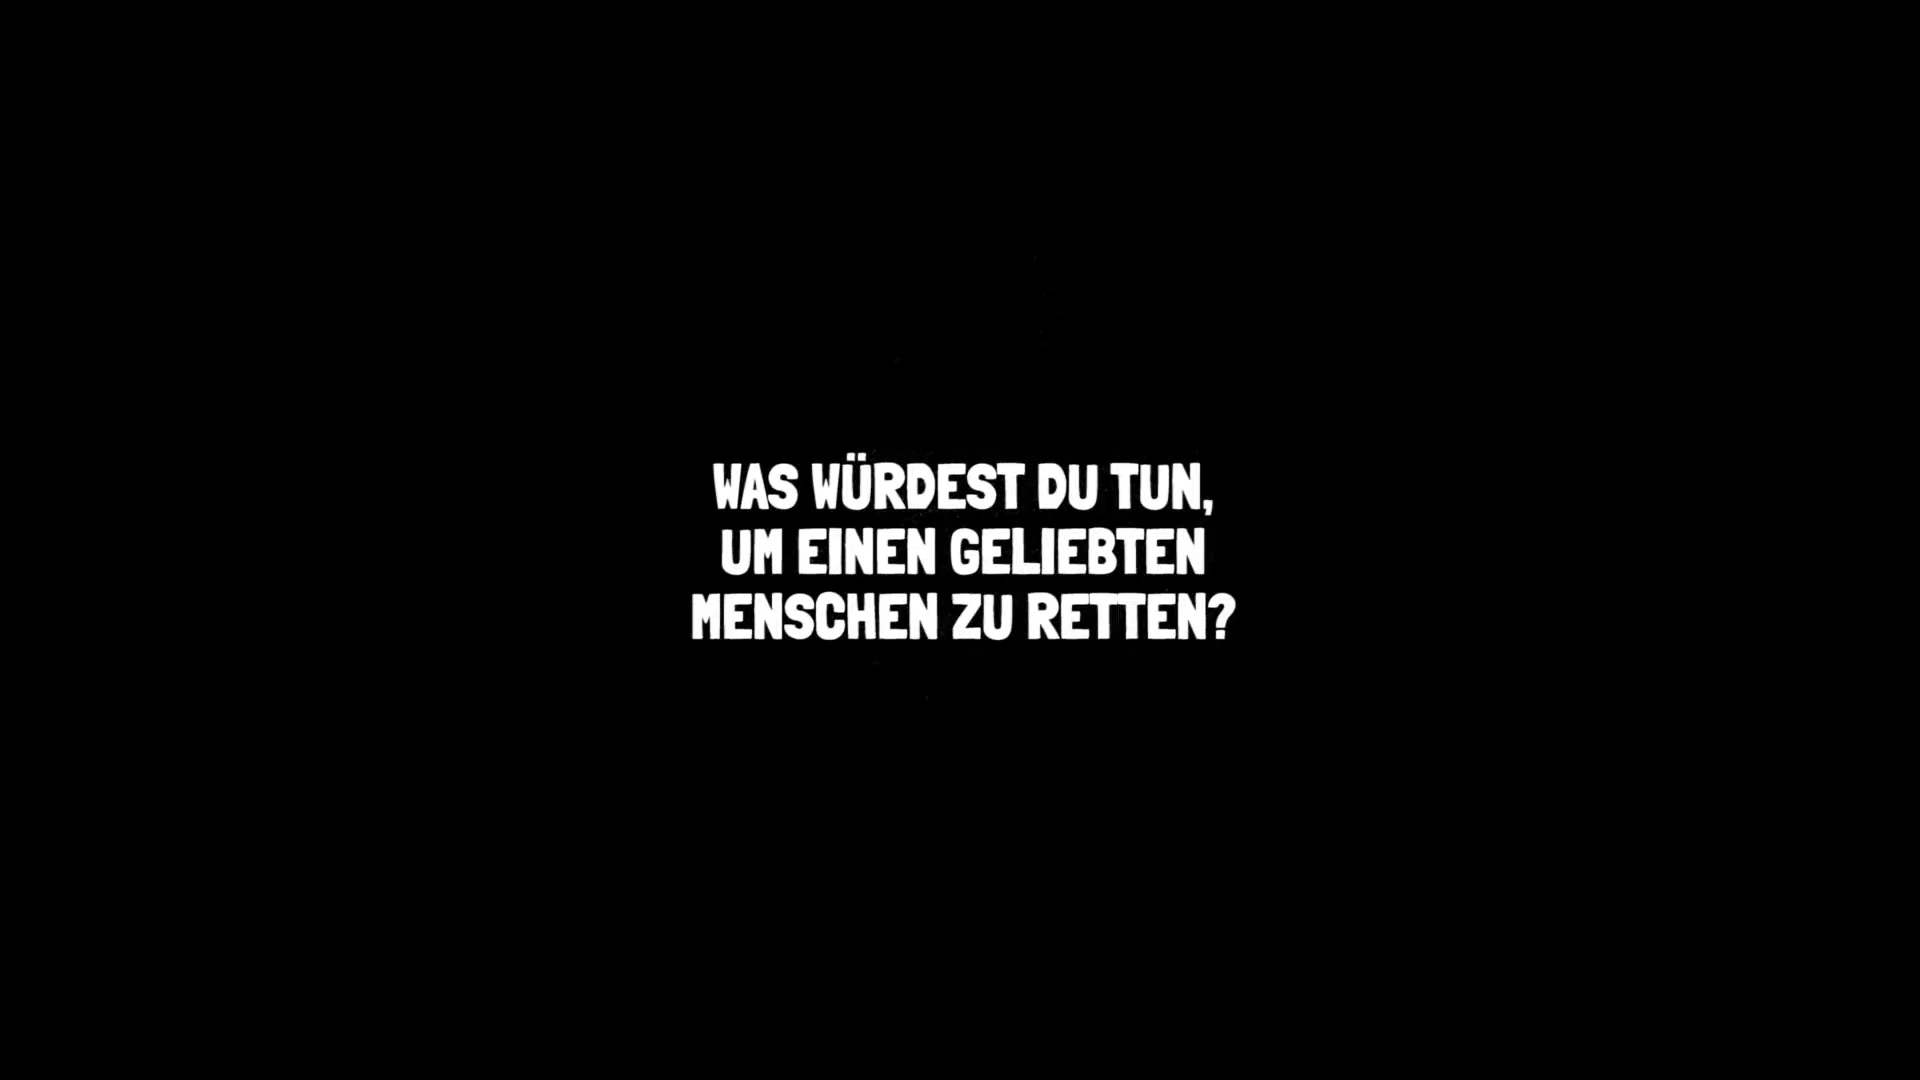 WAS WÜRDEST DU TUN,
UM EINEN GELIEBTEN
MENSCHEN ZU RETTEN?